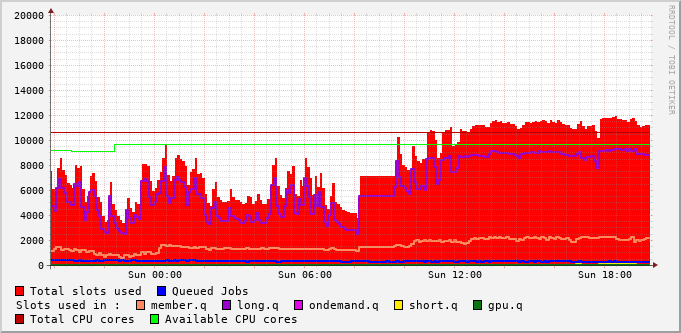 20000
18000
16000
14000
12000
10000
8000
6000
4000
2000
0
Sun 00:00 Sun 06:00 Sun 12:00 Sun 18:00
RRDTOOL / TOBI OETIKER
Total slots used Queued Jobs
Slots used in : member.q long.q ondemand.q short.q gpu.q
Total CPU cores Available CPU cores